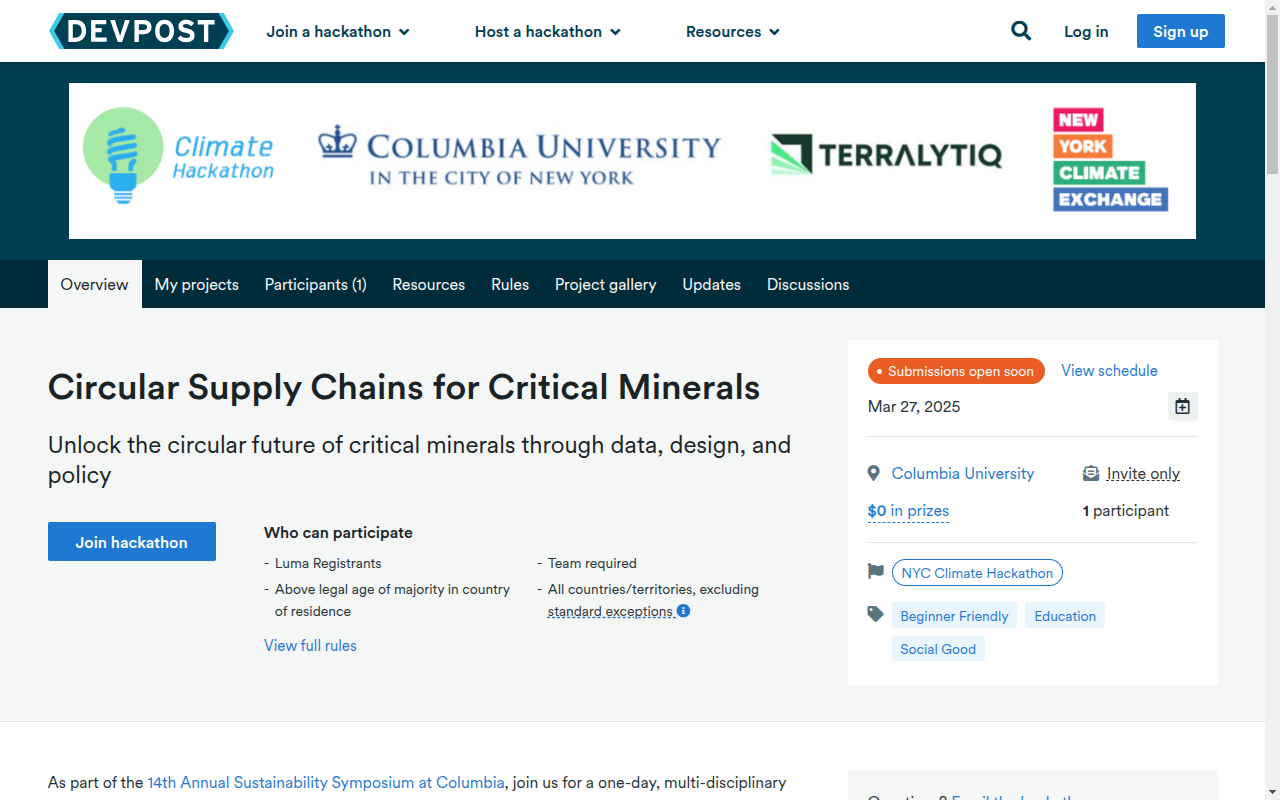 DEVPOST
Join a hackathon
Host a hackathon
Resources
Log in
Sign up
Climate
Hackathon
COLUMBIA UNIVERSITY
IN THE CITY OF NEW YORK
TERRALYTIQ
NEW
YORK
CLIMATE
EXCHANGE
Overview
My projects
Participants (1)
Resources
Rules
Project gallery
Updates
Discussions
Circular Supply Chains for Critical Minerals
Unlock the circular future of critical minerals through data, design, and
policy
Join hackathon
Who can participate
- Luma Registrants
- Above legal age of majority in country
of residence
- Team required
- All countries/territories, excluding
standard exceptions
View full rules
Submissions open soon
View schedule
Mar 27, 2025
Columbia University
Invite only
$0 in prizes
1 participant
NYC Climate Hackathon
Beginner Friendly
Education
Social Good
As part of the 14th Annual Sustainability Symposium at Columbia, join us for a one-day, multi-disciplinary